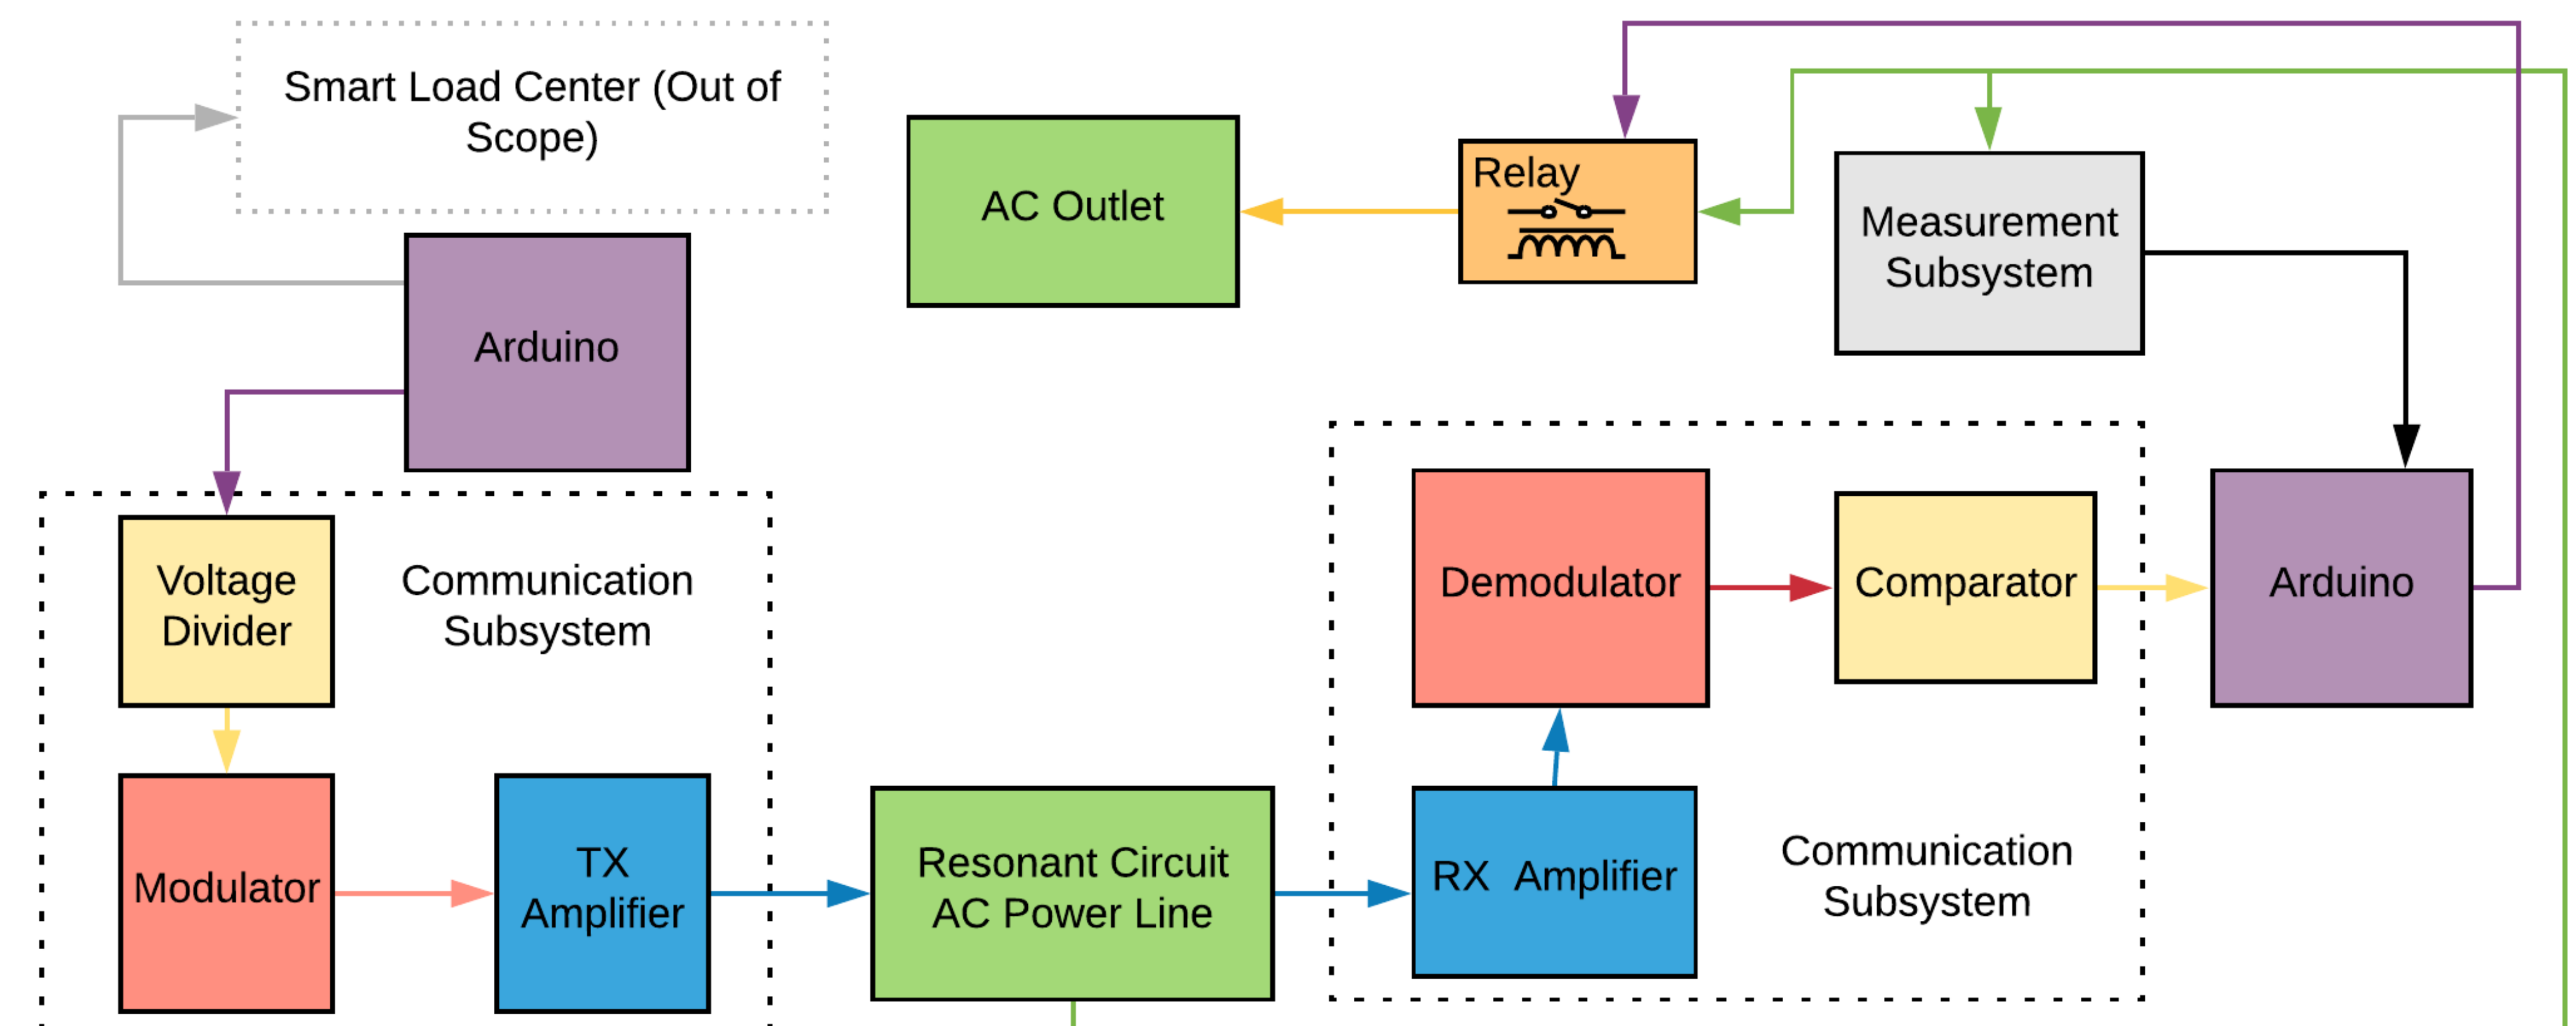 Smart Load Center (Out of
Scope)
AC Outlet
Relay
Measurement
Subsystem
Arduino
Voltage
Divider
Communication
Subsystem
Demodulator
Comparator
Arduino
Modulator
TX
Amplifier
Resonant Circuit
AC Power Line
RX Amplifier
Communication
Subsystem